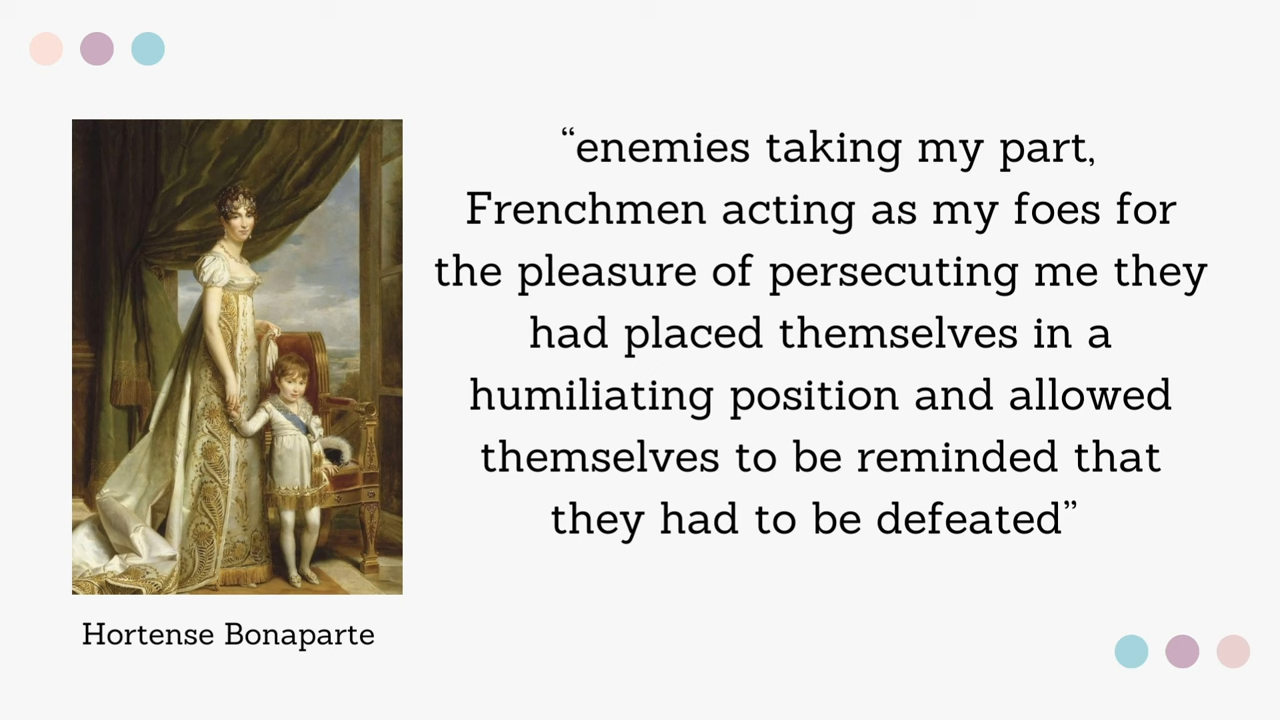 “enemies taking my part,
Frenchmen acting as my foes for
the pleasure of persecuting me they
had placed themselves in a
humiliating position and allowed
themselves to be reminded that
they had to be defeated”
Hortense Bonaparte